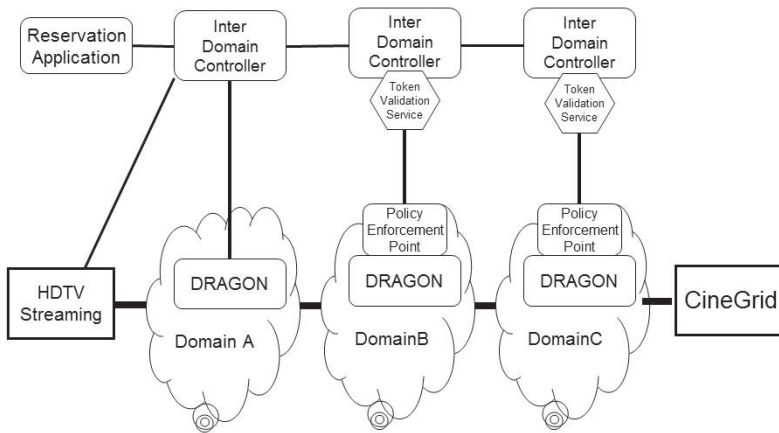 Reservation
Application
Inter
Domain
Controller
Inter
Domain
Controller
Inter
Domain
Controller
Token
Validation
Service
Token
Validation
Service
Policy
Enforcement
Point
Policy
Enforcement
Point
HDTV
Streaming
DRAGON
DRAGON
DRAGON
CineGrid
Domain A
DomainB
DomainC